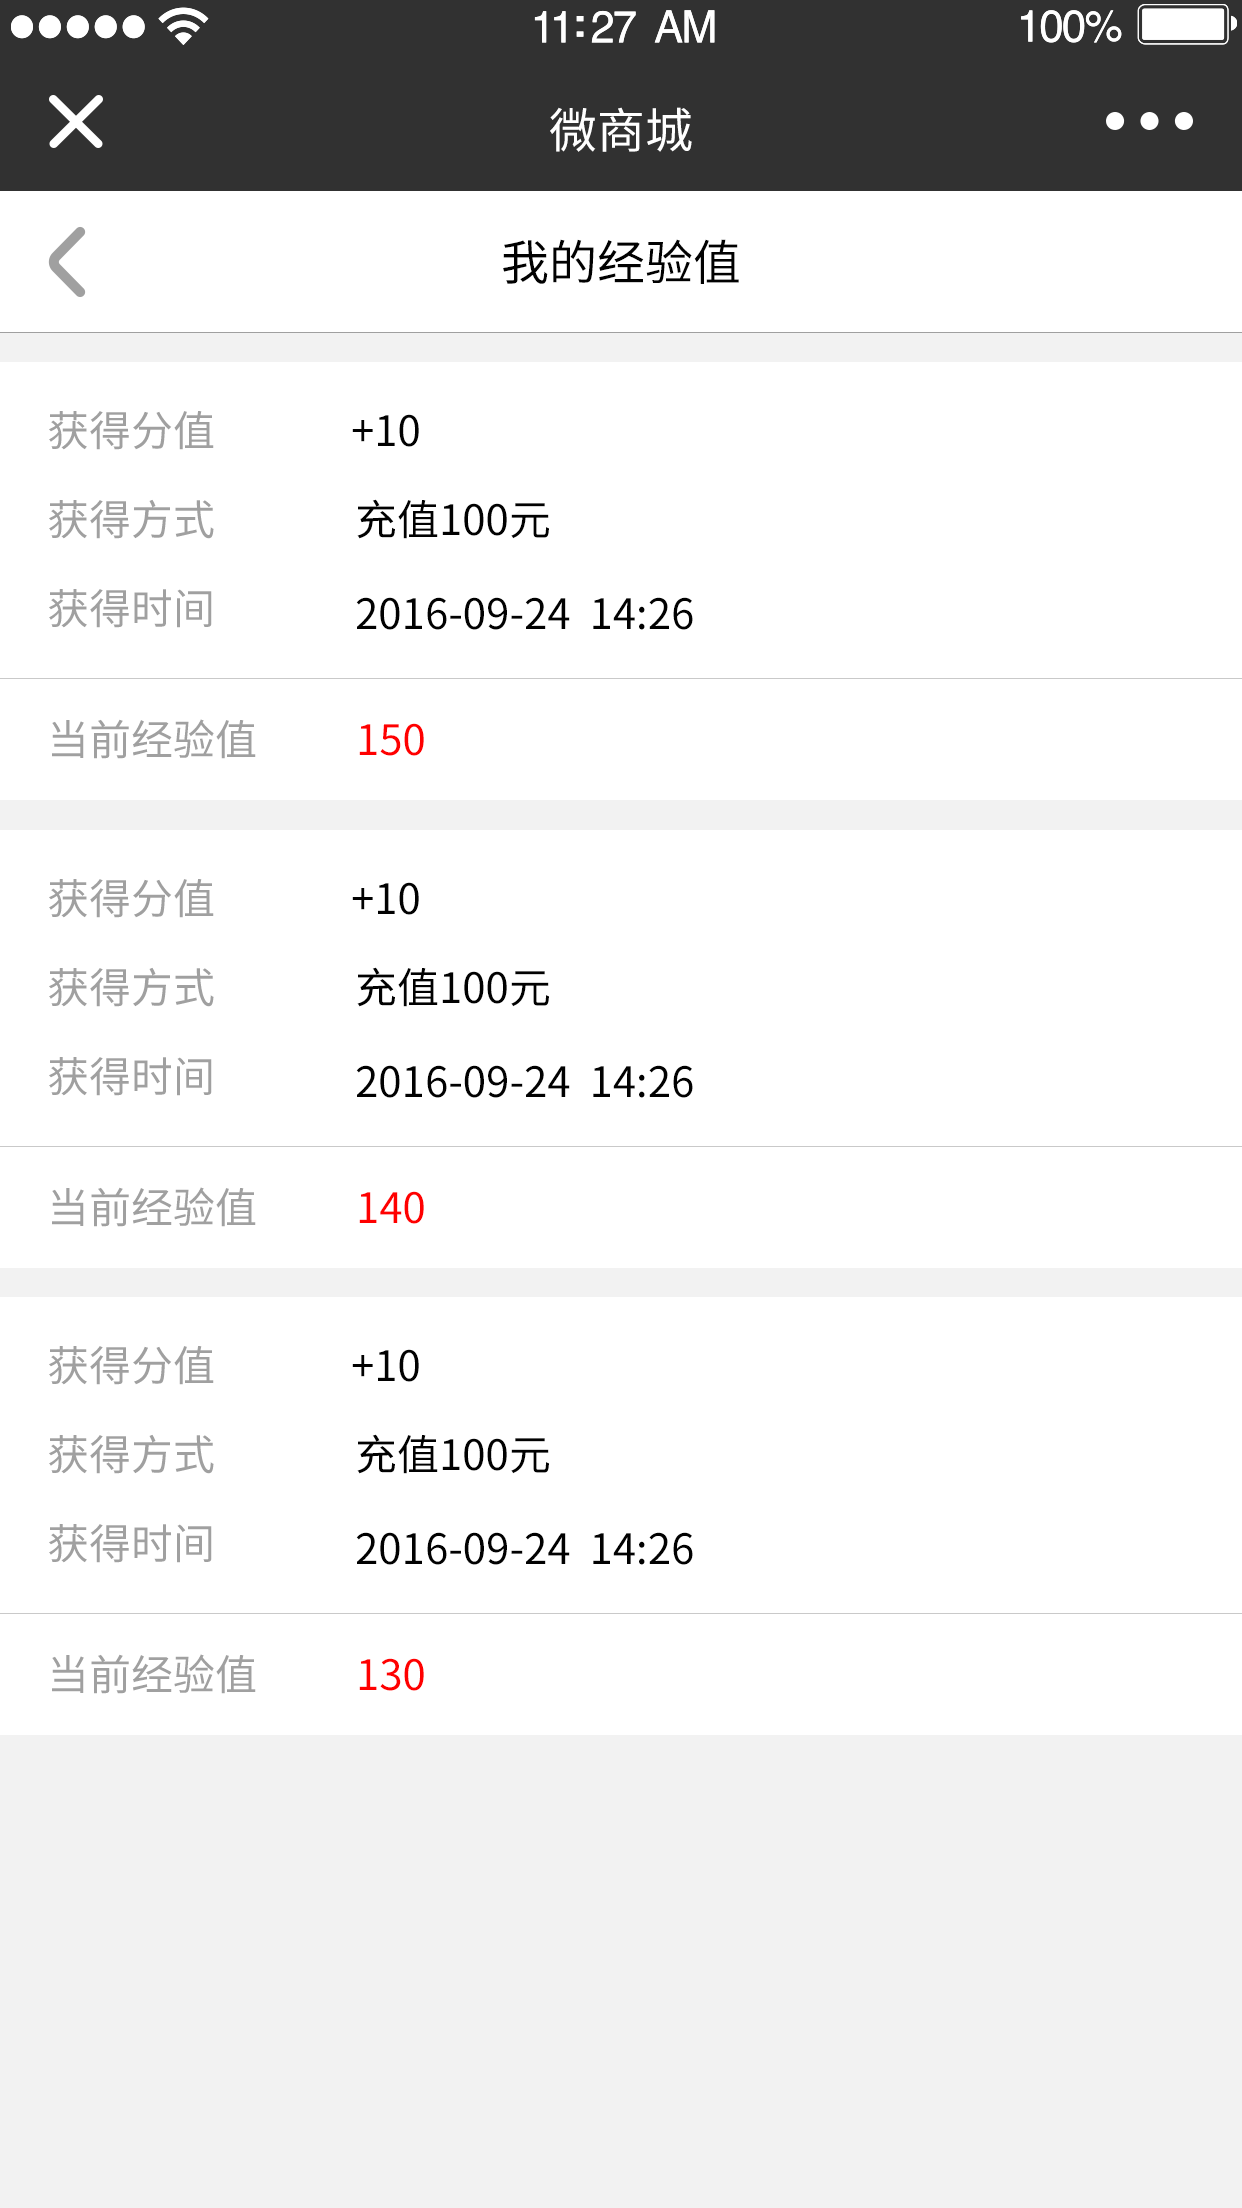 11:27 AM 100%
微商城
我的经验值
获得分值 +10
获得方式 充值100元
获得时间 2016-09-24 14:26
当前经验值 150
获得分值 +10
获得方式 充值100元
获得时间 2016-09-24 14:26
当前经验值 140
获得分值 +10
获得方式 充值100元
获得时间 2016-09-24 14:26
当前经验值 130